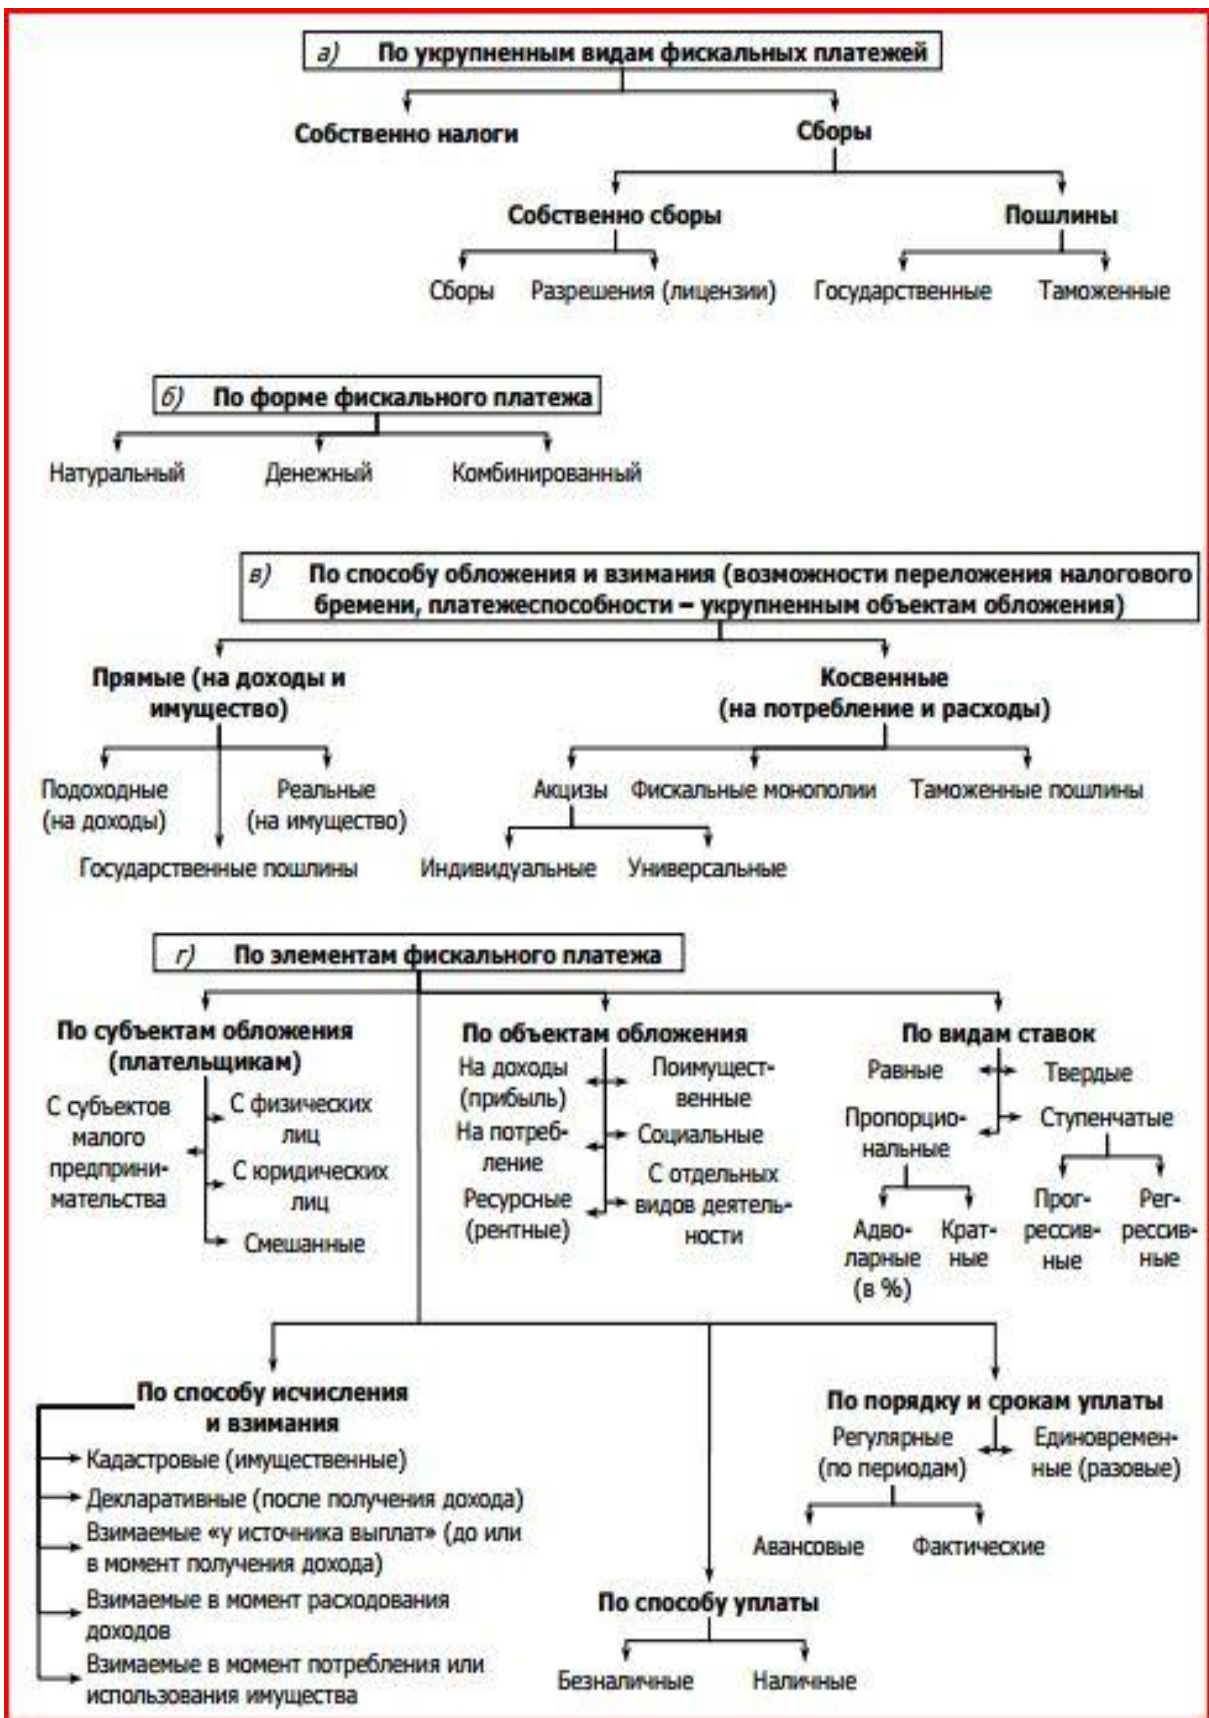 а) По укрупненным видам фискальных платежей
Собственно налоги
Сборы
Собственно сборы
Пошлины
Сборы
Разрешения (лицензии)
Государственные
Таможенные
б) По форме фискального платежа
Натуральный
Денежный
Комбинированный
в) По способу обложения и взимания (возможности переложения налогового
бремени, платежеспособности – укрупненным объектам обложения)
Прямые (на доходы и
имущество)
Косвенные
(на потребление и расходы)
Подоходные
(на доходы)
Реальные
(на имущество)
Государственные пошлины
Акцизы
Фискальные монополии
Таможенные пошлины
Индивидуальные
Универсальные
г) По элементам фискального платежа
По субъектам обложения
(плательщикам)
С субъектов
малого
предприни-
мательства
С физических
лиц
С юридических
лиц
Смешанные
По объектам обложения
На доходы
(прибыль)
Поимущест-
венные
На потреб-
ление
Социальные
Ресурсные
(рентные)
С отдельных
видов деятель-
ности
По видам ставок
Равные
Твердые
Пропорцио-
нальные
Ступенчатые
Адво-
ларные
(в %)
Крат-
ные
Прог-
рессив-
ные
Рег-
рессив-
ные
По способу исчисления
и взимания
Кадастровые (имущественные)
Декларативные (после получения дохода)
Взимаемые «у источника выплат» (до или
в момент получения дохода)
Взимаемые в момент расходования
доходов
Взимаемые в момент потребления или
использования имущества
По порядку и срокам уплаты
Регулярные
(по периодам)
Единовремен-
ные (разовые)
Авансовые
Фактические
По способу уплаты
Безналичные
Наличные